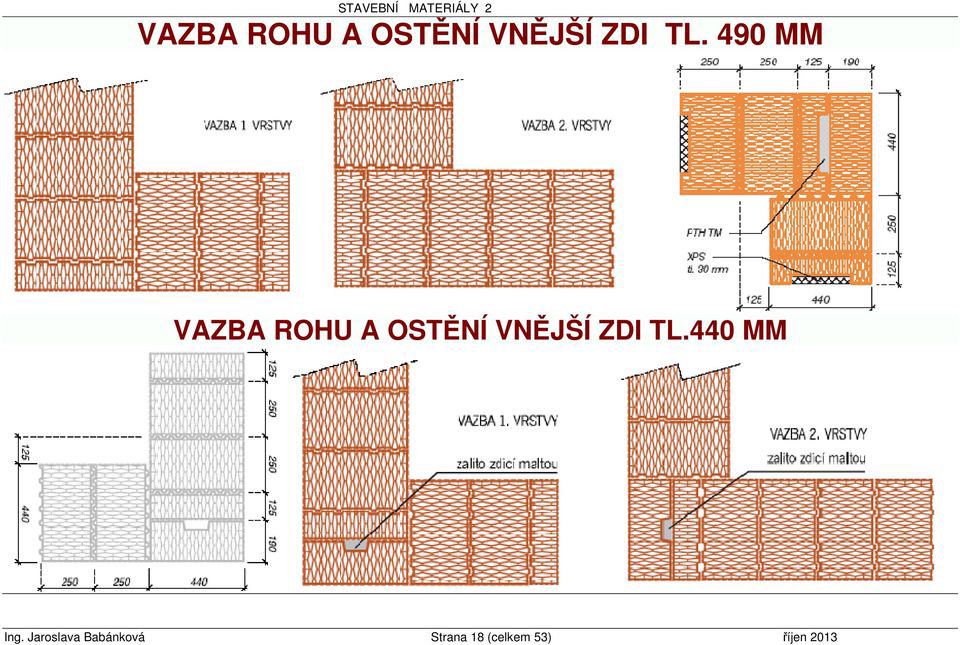 STAVEBNÍ MATERIÁLY 2
VAZBA ROHU A OSTĚNÍ VNĚJŠÍ ZDI TL. 490 MM
250 250 125 190
VAZBA 1 VRSTVY
VAZBA 2. VRSTVY
440
250
125
PTH TM
XPS
tl. 30 mm
125 440
VAZBA ROHU A OSTĚNÍ VNĚJŠÍ ZDI TL.440 MM
125
250
250
125
190
125
440
250 250 440
VAZBA 1. VRSTVY
zalito zdicí maltou
VAZBA 2. VRSTVY
zalito zdicí maltou
Ing. Jaroslava Babánková Strana 18 (celkem 53) říjen 2013